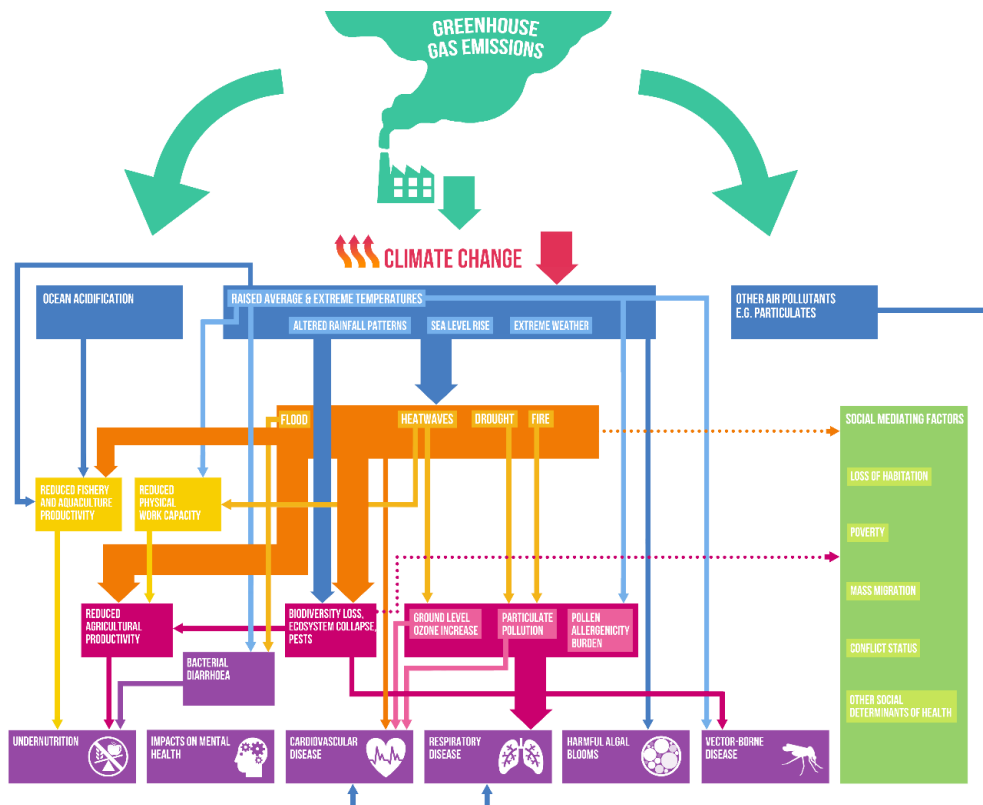 GREENHOUSE
GAS EMISSIONS
CLIMATE CHANGE
OCEAN ACIDIFICATION
RAISED AVERAGE & EXTREME TEMPERATURES
ALTERED RAINFALL PATTERNS
SEA LEVEL RISE
EXTREME WEATHER
OTHER AIR POLLUTANTS
E.G. PARTICULATES
FLOOD
HEATWAVES
DROUGHT
FIRE
SOCIAL MEDIATING FACTORS
LOSS OF HABITATION
POVERTY
MASS MIGRATION
CONFLICT STATUS
OTHER SOCIAL
DETERMINANTS OF HEALTH
REDUCED FISHERY
AND AQUACULTURE
PRODUCTIVITY
REDUCED
PHYSICAL
WORK CAPACITY
REDUCED
AGRICULTURAL
PRODUCTIVITY
BIODIVERSITY LOSS,
ECOSYSTEM COLLAPSE,
PESTS
GROUND LEVEL
OZONE INCREASE
PARTICULATE
POLLUTION
POLLEN
ALLERGENICITY
BURDEN
BACTERIAL
DIARRHOEA
UNDERNUTRITION
IMPACTS ON MENTAL
HEALTH
CARDIOVASCULAR
DISEASE
RESPIRATORY
DISEASE
HARMFUL ALGAL
BLOOMS
VECTOR-BORNE
DISEASE